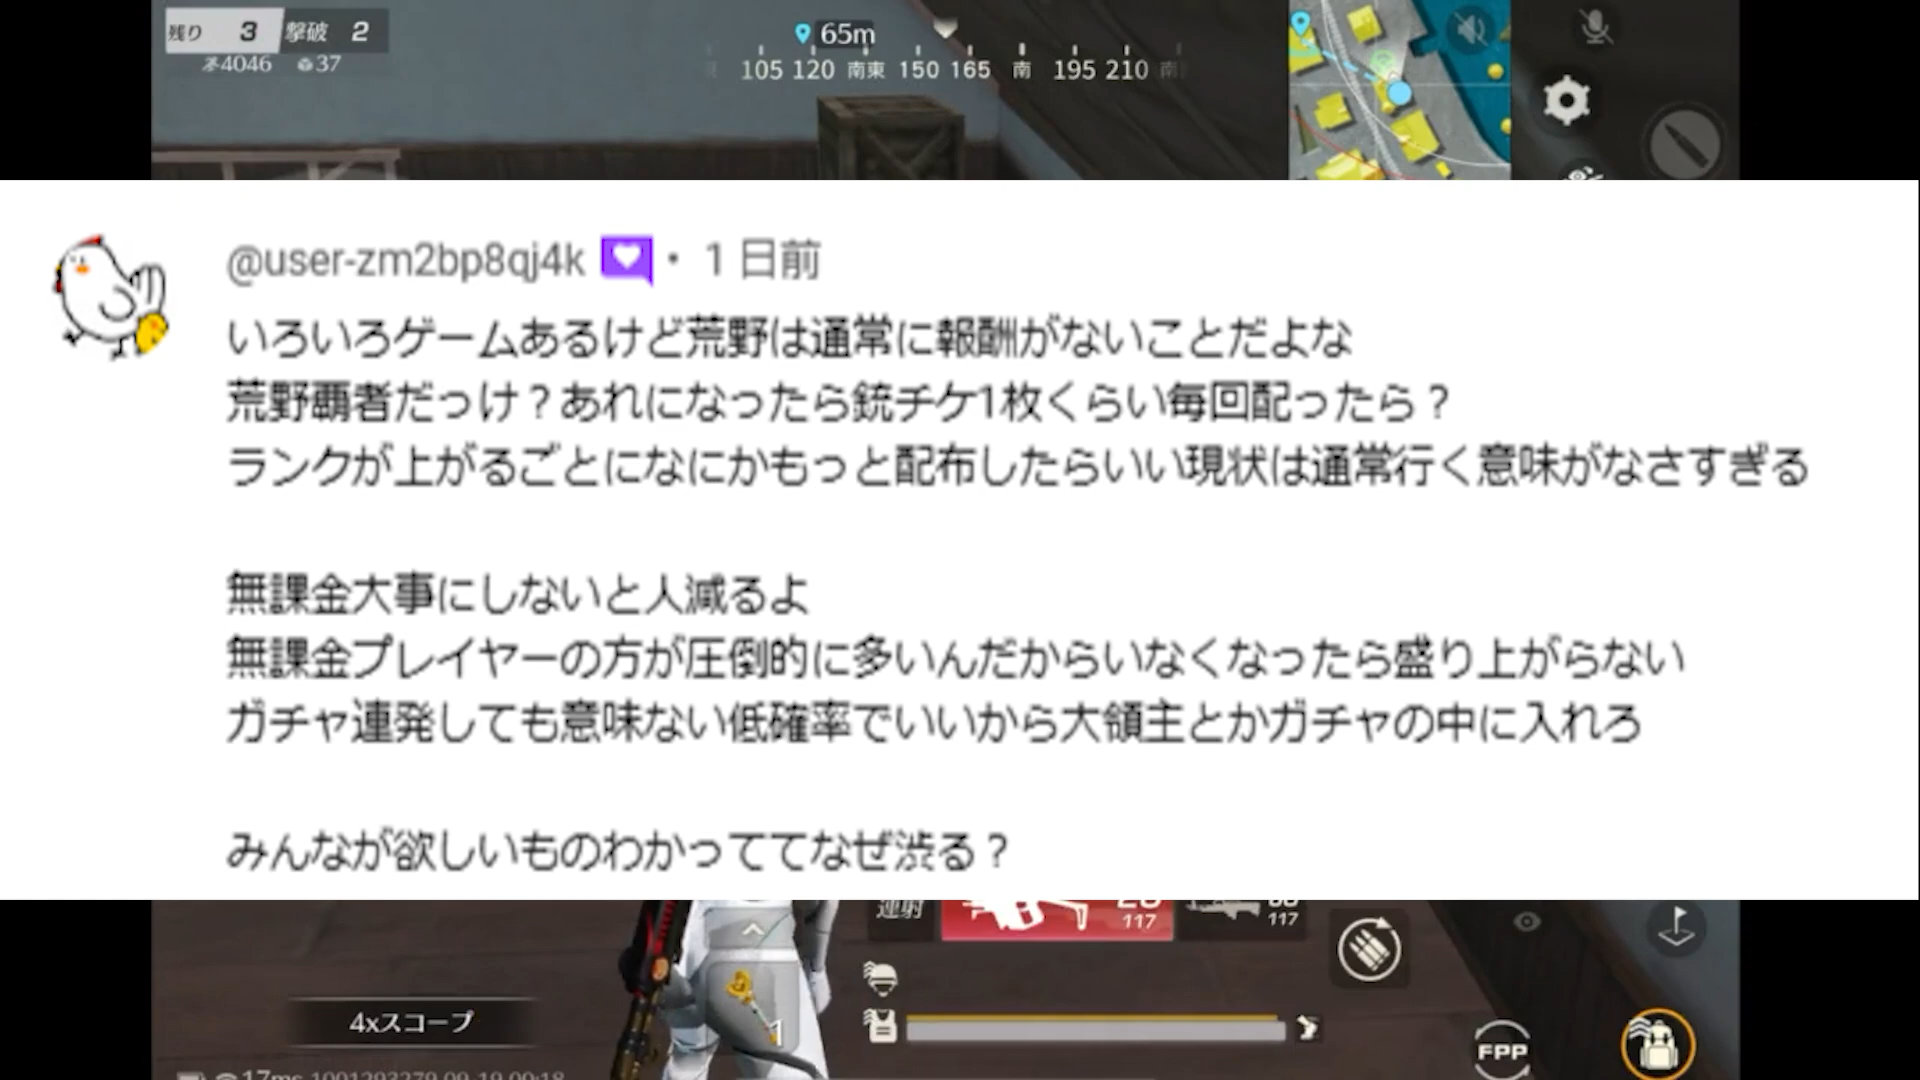 残り 3 撃破 2
4046 37
65m
105 120 南東 150 165 南 195 210
@user-zm2bp8qj4k ・ 1 日前
いろいろゲームあるけど荒野は通常に報酬がないことだよな
荒野覇者だっけ？あれになったら銃チケ1枚くらい毎回配ったら？
ランクが上がるごとになにかもっと配布したらいい現状は通常行く意味がなさすぎる
無課金大事にしないと人減るよ
無課金プレイヤーの方が圧倒的に多いんだからいなくなったら盛り上がらない
ガチャ連発しても意味ない低確率でいいから大領主とかガチャの中に入れろ
みんなが欲しいものわかっててなぜ渋る？
連射 117 117
1
4xスコープ
FPP
17ms